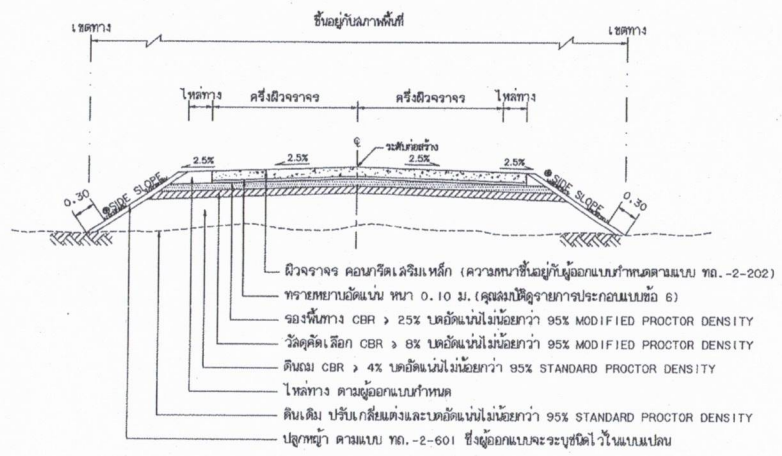 ขึ้นอยู่กับสภาพพื้นที่
เขตทาง
เขตทาง
ไหล่ทาง
ครึ่งผิวจราจร
ครึ่งผิวจราจร
ไหล่ทาง
ระดับก่อสร้าง
2.5%
2.5%
2.5%
2.5%
0.30
SIDE SLOPE
SIDE SLOPE
0.30
ผิวจราจร คอนกรีตเสริมเหล็ก (ความหนาขึ้นอยู่กับผู้ออกแบบกำหนดตามแบบ ทถ.-2-202)
ทรายหยาบอัดแน่น หนา 0.10 ม.(คุณสมบัติดูรายการประกอบแบบข้อ 6)
รองพื้นทาง CBR > 25% บดอัดแน่นไม่น้อยกว่า 95% MODIFIED PROCTOR DENSITY
วัสดุคัดเลือก CBR > 8% บดอัดแน่นไม่น้อยกว่า 95% MODIFIED PROCTOR DENSITY
ดินถม CBR > 4% บดอัดแน่นไม่น้อยกว่า 95% STANDARD PROCTOR DENSITY
ไหล่ทาง ตามผู้ออกแบบกำหนด
ดินเดิม ปรับเกลี่ยแต่งและบดอัดแน่นไม่น้อยกว่า 95% STANDARD PROCTOR DENSITY
ปลูกหญ้า ตามแบบ ทถ.-2-601 ซึ่งผู้ออกแบบจะระบุชนิดไว้ในแบบแปลน